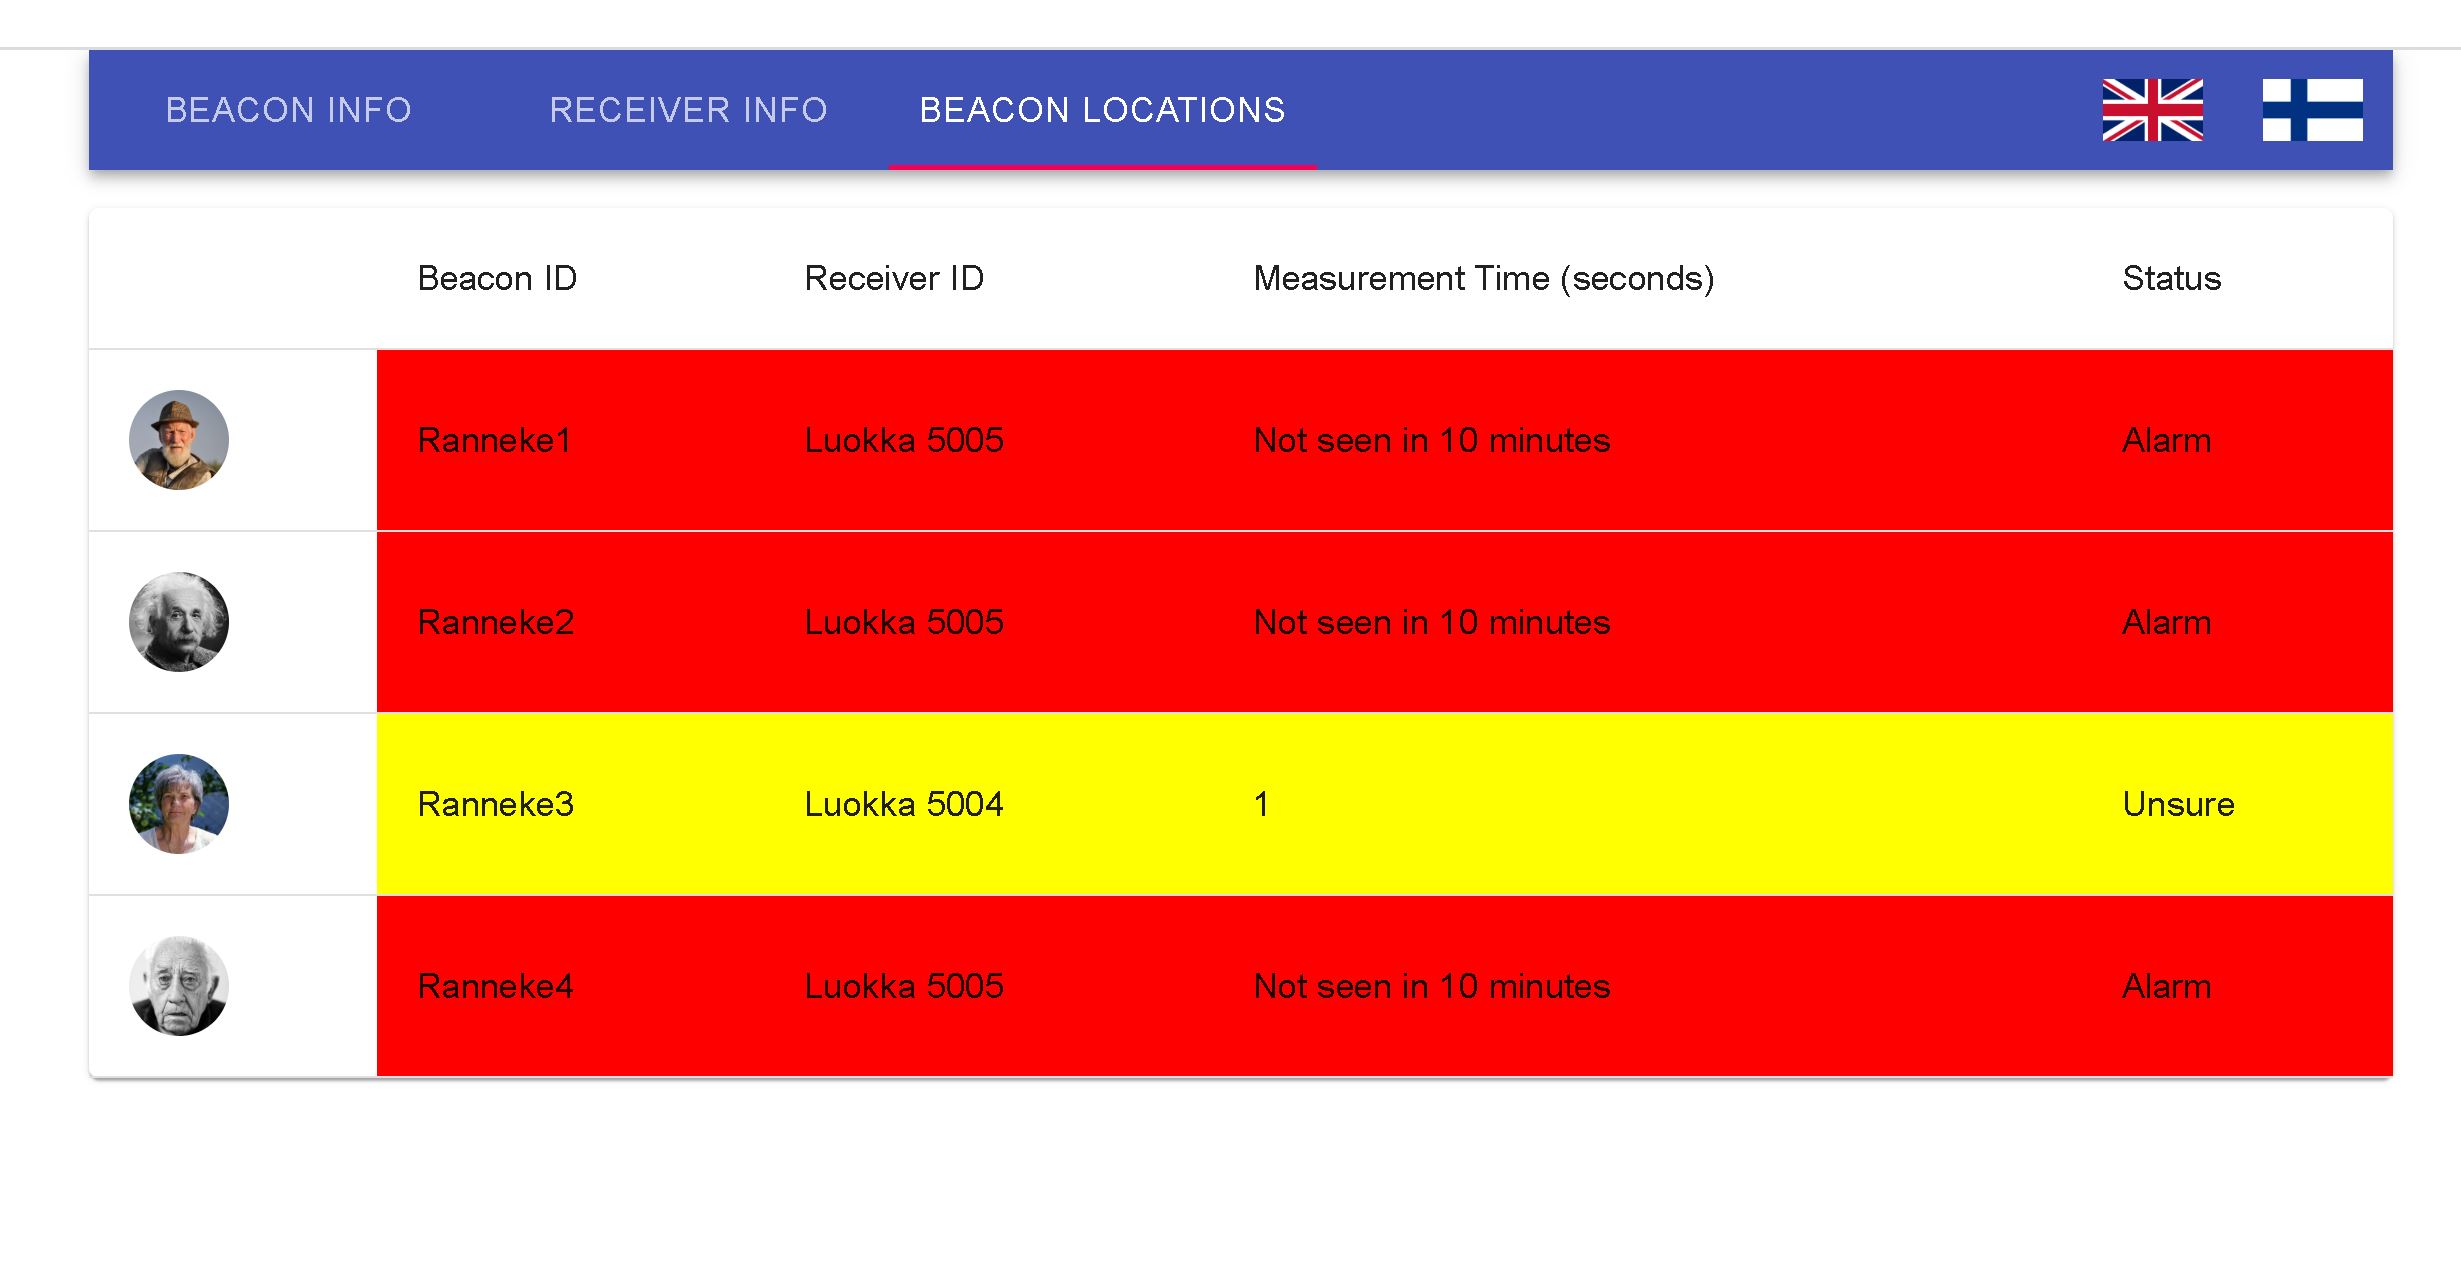 BEACON INFO RECEIVER INFO BEACON LOCATIONS
Beacon ID Receiver ID Measurement Time (seconds) Status
Ranneke1 Luokka 5005 Not seen in 10 minutes Alarm
Ranneke2 Luokka 5005 Not seen in 10 minutes Alarm
Ranneke3 Luokka 5004 1 Unsure
Ranneke4 Luokka 5005 Not seen in 10 minutes Alarm